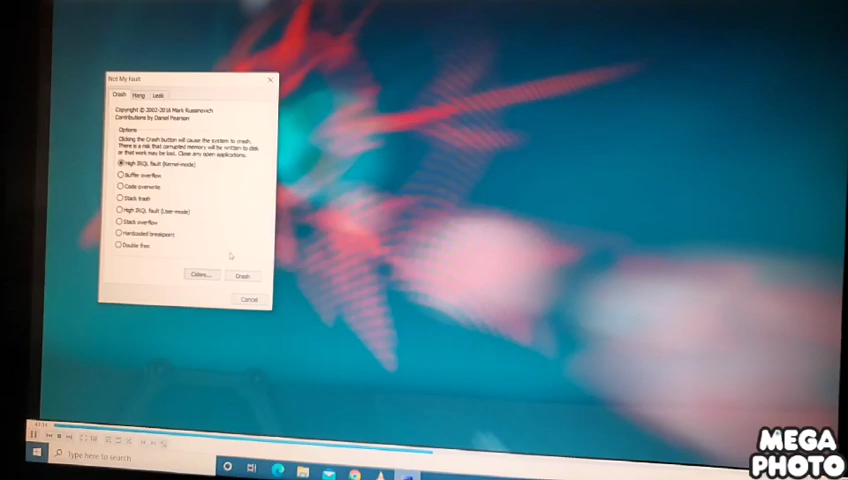 Not My Fault
Crash
Hang
Leak
Copyright © 2002-2016 Mark Russinovich
Contributions by Daniel Pearson
Options
Clicking the Crash button will cause the system to crash.
There is a risk that corrupted memory will be written to disk
or that work may be lost. Close any open applications.
High IRQL fault (Kernel-mode)
Buffer overflow
Code overwrite
Stack trash
High IRQL fault (User-mode)
Stack overflow
Hardcoded breakpoint
Double free
Colors...
Crash
Cancel
Type here to search
MEGA
PHOTO